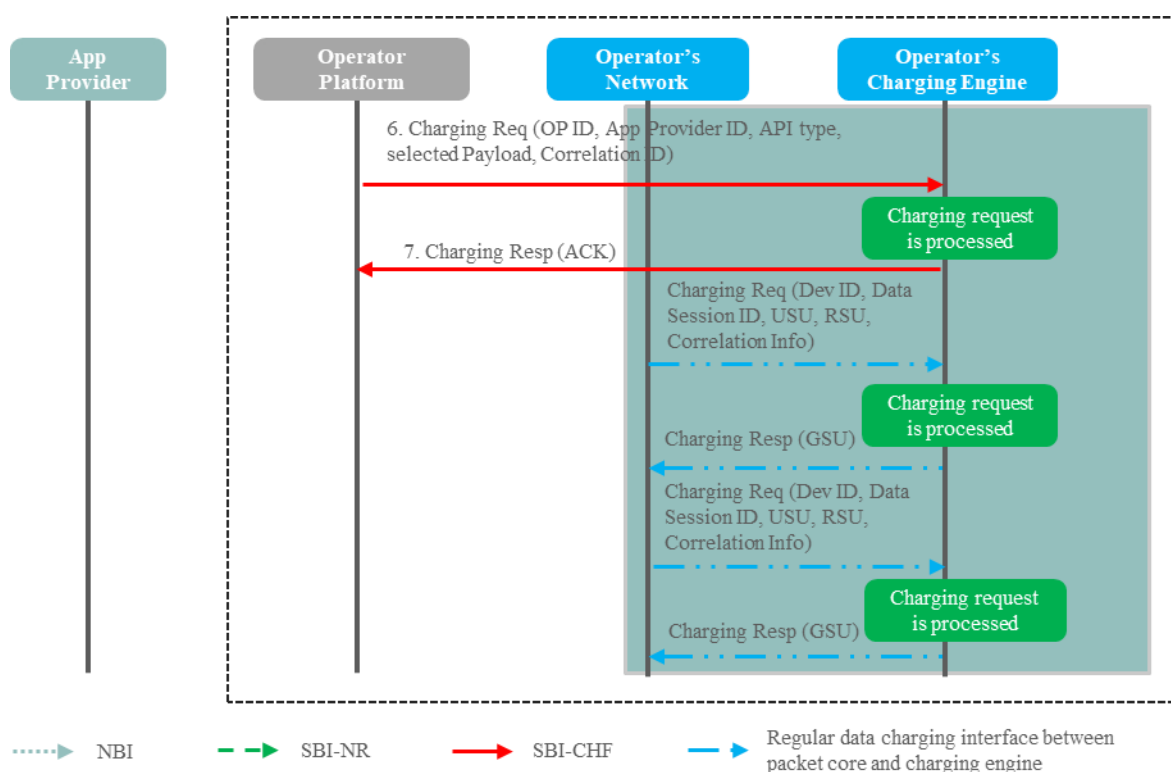 App
Provider
Operator
Platform
Operator's
Network
Operator's
Charging Engine
6. Charging Req (OP ID, App Provider ID, API type,
selected Payload, Correlation ID)
Charging request
is processed
7. Charging Resp (ACK)
Charging Req (Dev ID, Data
Session ID, USU, RSU,
Correlation Info)
Charging request
is processed
Charging Resp (GSU)
Charging Req (Dev ID, Data
Session ID, USU, RSU,
Correlation Info)
Charging request
is processed
Charging Resp (GSU)
NBI
SBI-NR
SBI-CHF
Regular data charging interface between
packet core and charging engine